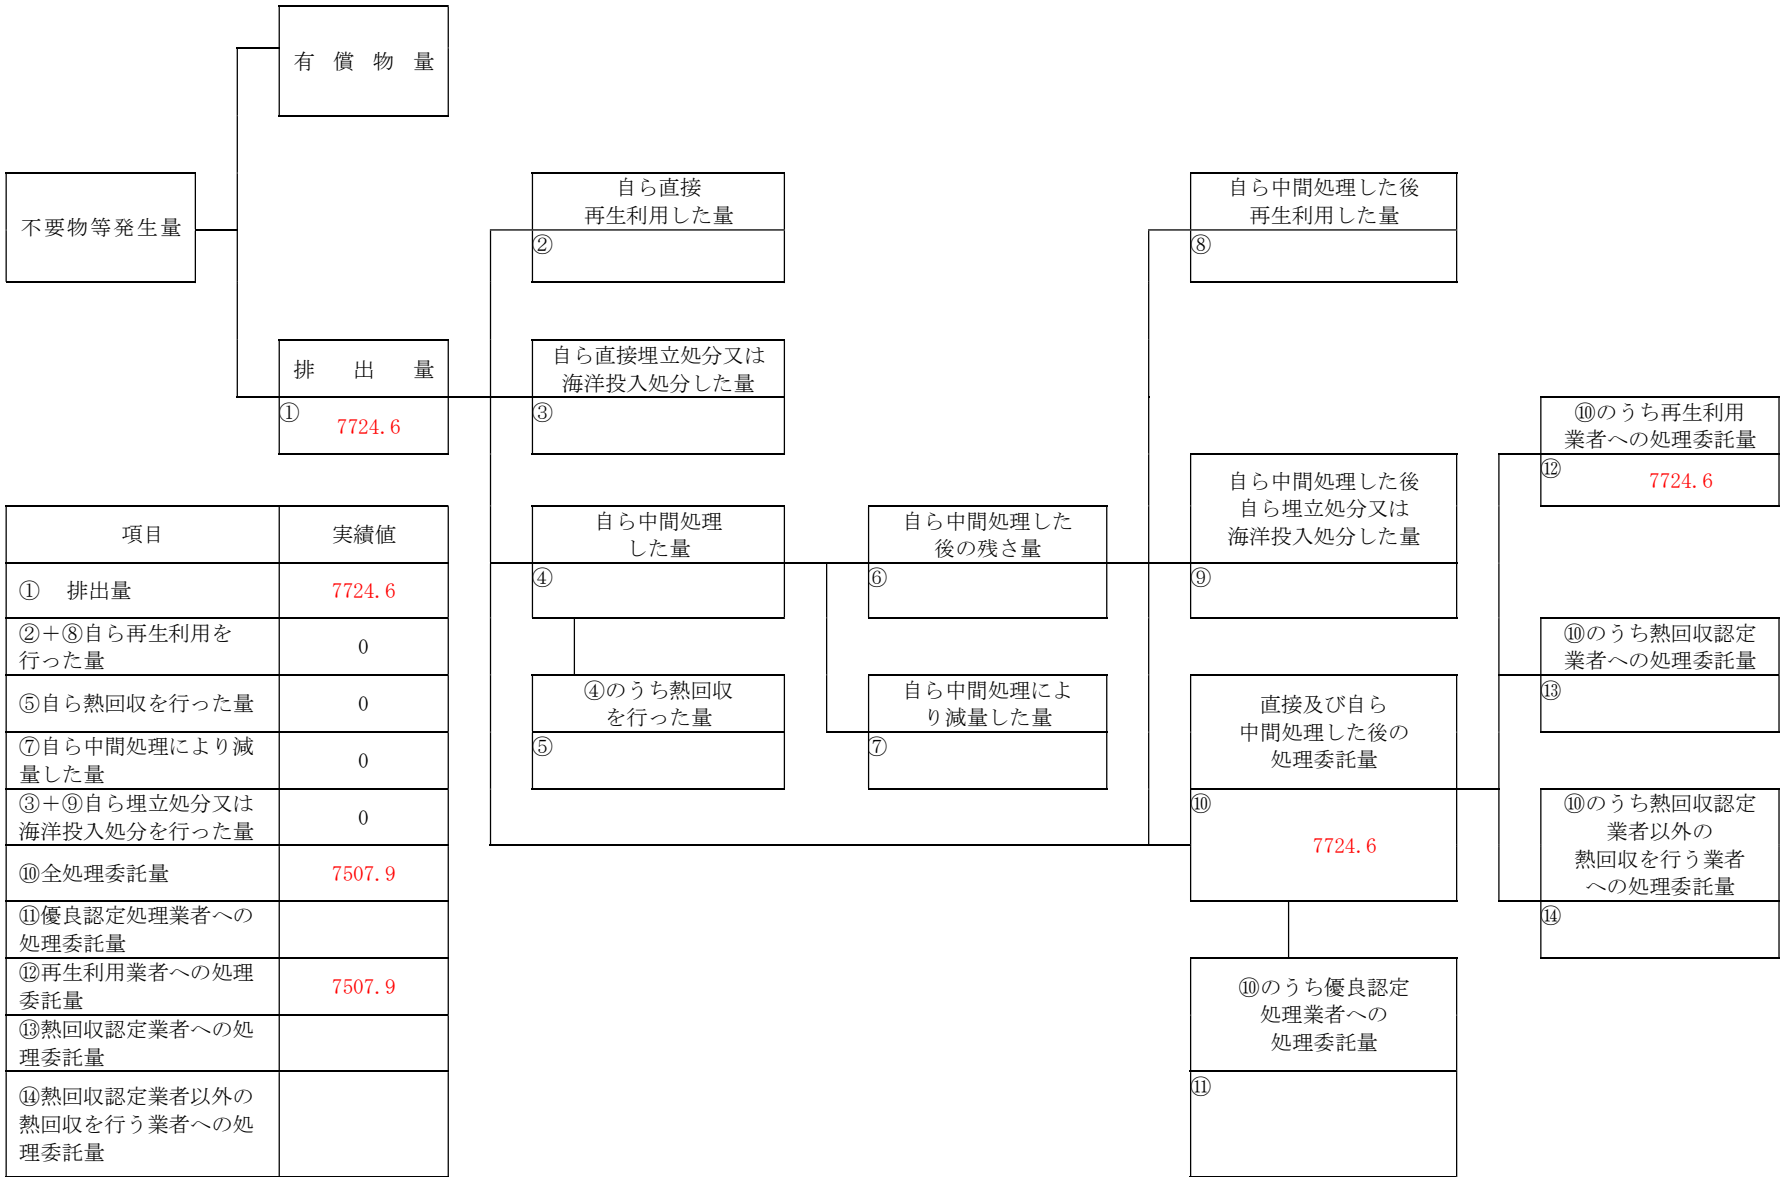 有償物量
不要物等発生量
自ら直接
再生利用した量
②
自ら中間処理した後
再生利用した量
⑧
排出量
① 7724.6
自ら直接埋立処分又は
海洋投入処分した量
③
⑩のうち再生利用
業者への処理委託量
⑫ 7724.6
自ら中間処理
した量
④
自ら中間処理した
後の残さ量
⑥
自ら中間処理した後
自ら埋立処分又は
海洋投入処分した量
⑨
⑩のうち熱回収認定
業者への処理委託量
⑬
④のうち熱回収
を行った量
⑤
自ら中間処理によ
り減量した量
⑦
直接及び自ら
中間処理した後の
処理委託量
⑩
7724.6
⑩のうち熱回収認定
業者以外の
熱回収を行う業者
への処理委託量
⑭
⑩のうち優良認定
処理業者への
処理委託量
⑪
項目 実績値
① 排出量 7724.6
②+⑧自ら再生利用を
行った量 0
⑤自ら熱回収を行った量 0
⑦自ら中間処理により減
量した量 0
③+⑨自ら埋立処分又は
海洋投入処分を行った量 0
⑩全処理委託量 7507.9
⑪優良認定処理業者への
処理委託量
⑫再生利用業者への処理
委託量 7507.9
⑬熱回収認定業者への処
理委託量
⑭熱回収認定業者以外の
熱回収を行う業者への処
理委託量